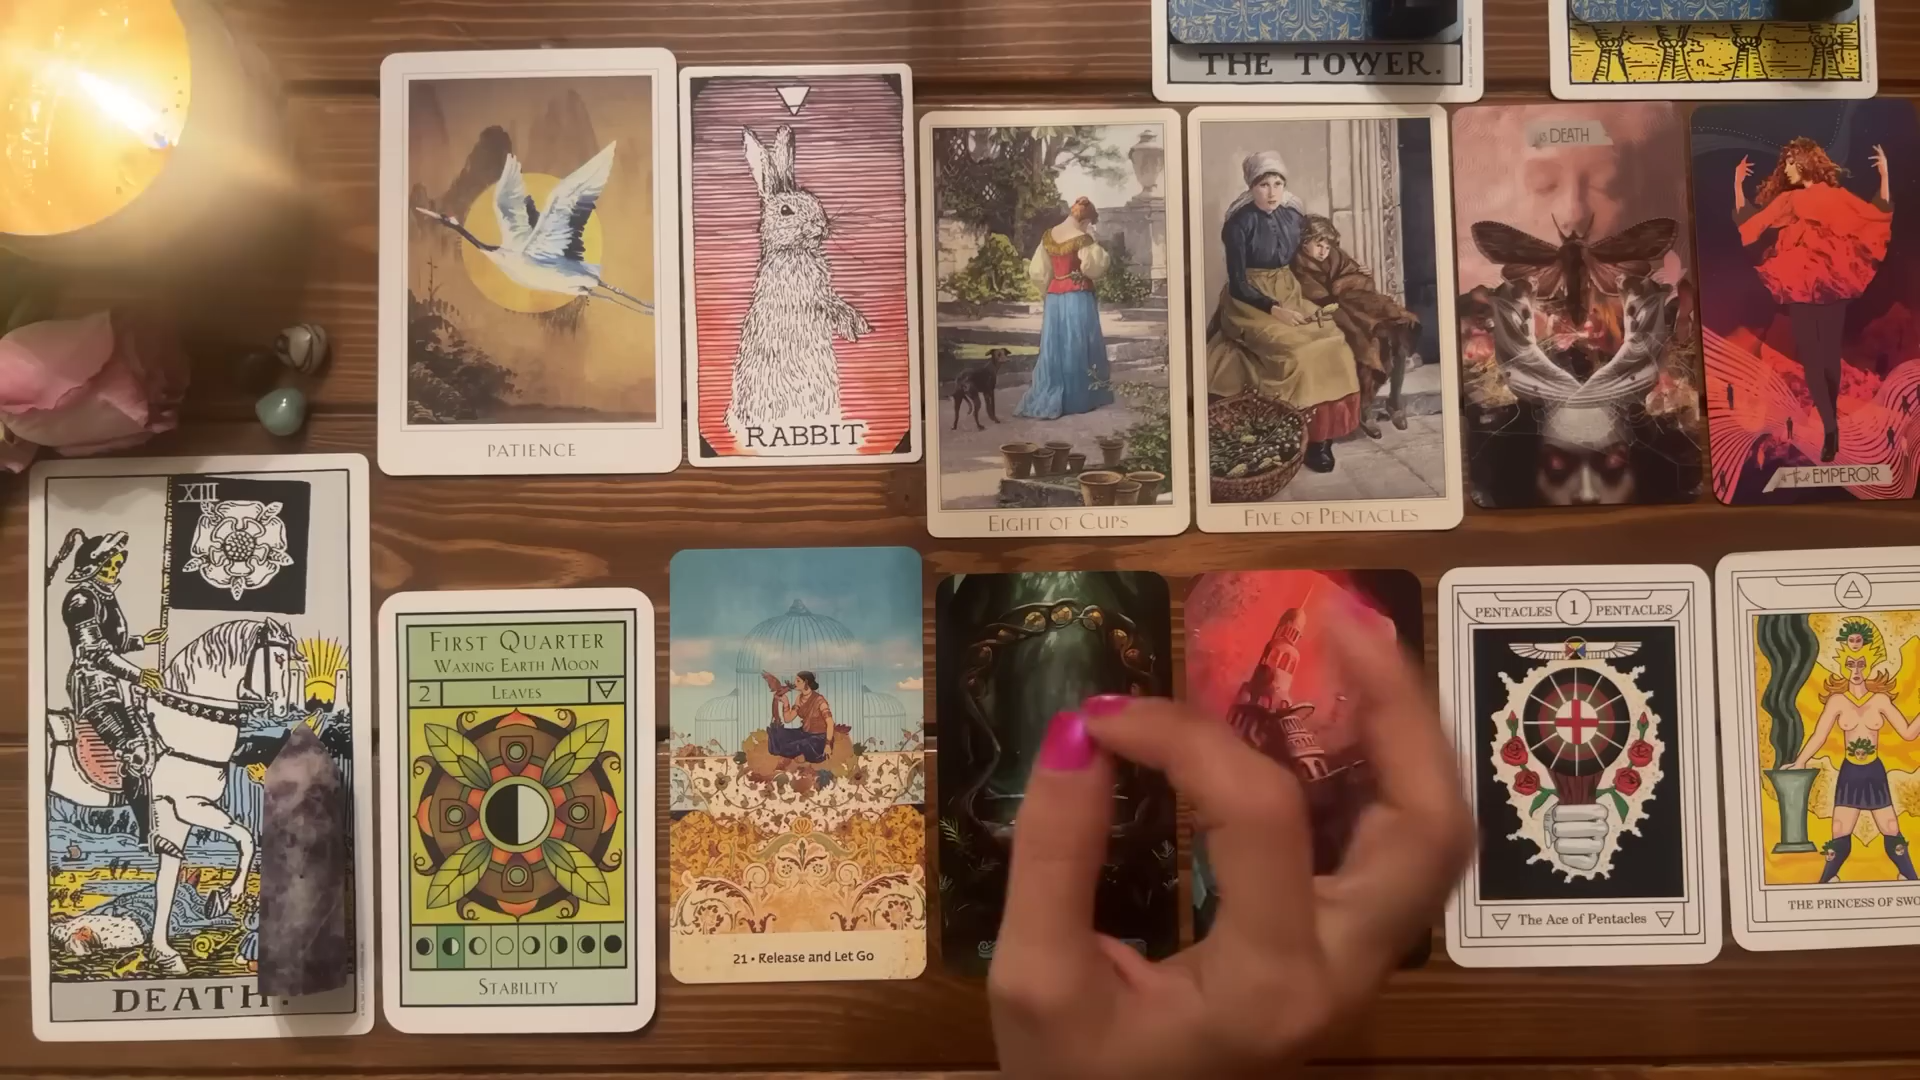 THE TOWER.
PATIENCE
RABBIT
EIGHT OF CUPS
FIVE OF PENTACLES
DEATH
the EMPEROR
XIII
DEATH.
FIRST QUARTER
WAXING EARTH MOON
2 LEAVES
STABILITY
21 • Release and Let Go
PENTACLES 1 PENTACLES
The Ace of Pentacles
THE PRINCESS OF SWO